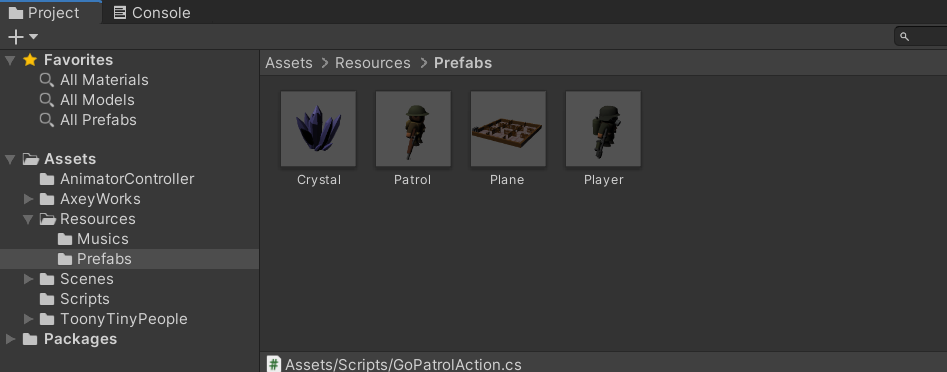 Project Console
Favorites
All Materials
All Models
All Prefabs
Assets
AnimatorController
AxeyWorks
Resources
Musics
Prefabs
Scenes
Scripts
ToonyTinyPeople
Packages
Assets > Resources > Prefabs
Crystal Patrol Plane Player
Assets/Scripts/GoPatrolAction.cs